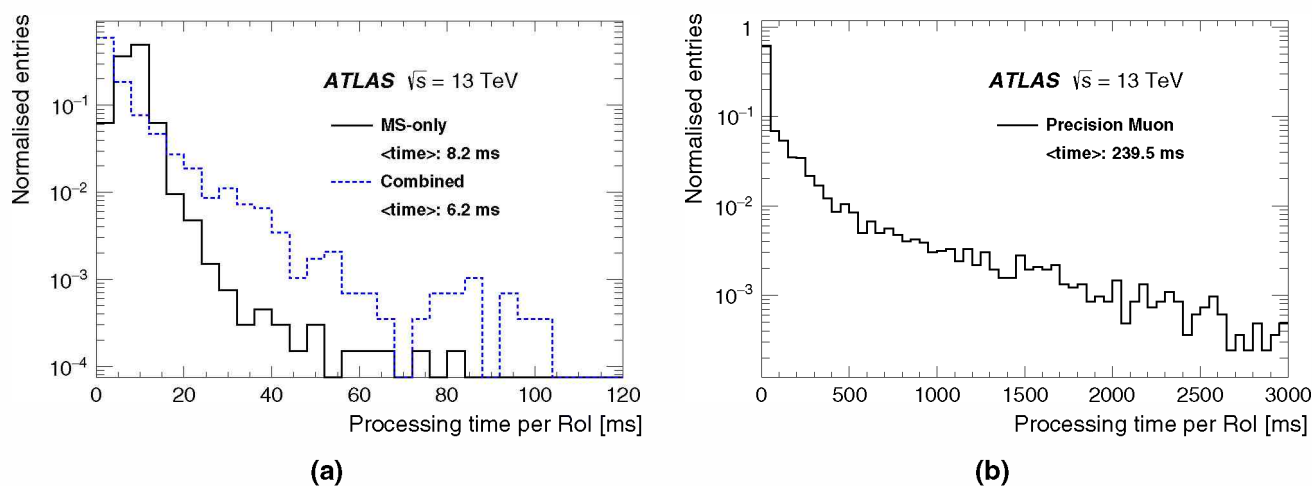 Normalised entries
10⁻¹
10⁻²
10⁻³
10⁻⁴
ATLAS √s = 13 TeV
MS-only
<time>: 8.2 ms
Combined
<time>: 6.2 ms
0 20 40 60 80 100 120
Processing time per RoI [ms]
(a)
Normalised entries
1
10⁻¹
10⁻²
10⁻³
ATLAS √s = 13 TeV
Precision Muon
<time>: 239.5 ms
0 500 1000 1500 2000 2500 3000
Processing time per RoI [ms]
(b)